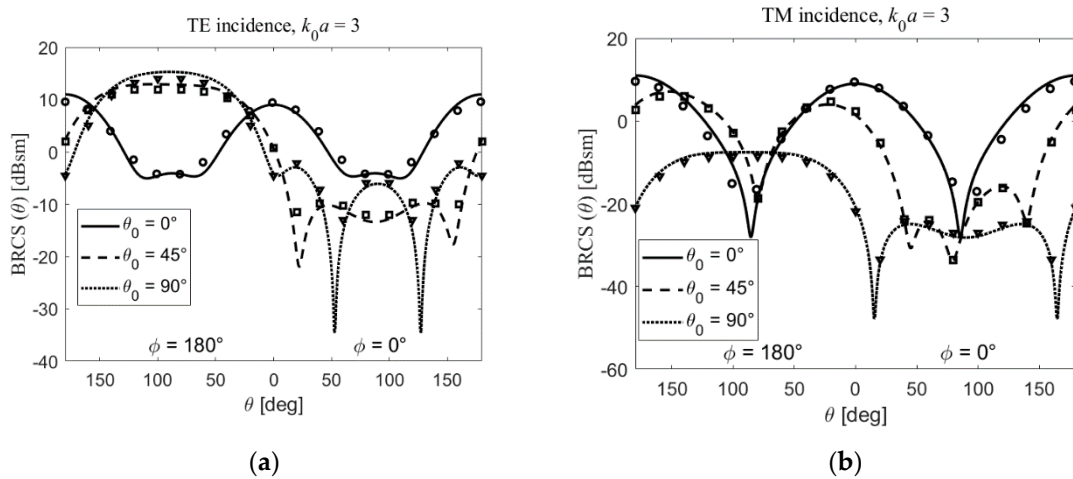 TE incidence, k₀a = 3
20
10
0
-10
-20
-30
-40
BRCS (θ) [dBsm]
θ₀ = 0°
θ₀ = 45°
θ₀ = 90°
ϕ = 180°
ϕ = 0°
150 100 50 0 50 100 150
θ [deg]
(a)
TM incidence, k₀a = 3
20
0
-20
-40
-60
BRCS (θ) [dBsm]
θ₀ = 0°
θ₀ = 45°
θ₀ = 90°
ϕ = 180°
ϕ = 0°
150 100 50 0 50 100 150
θ [deg]
(b)